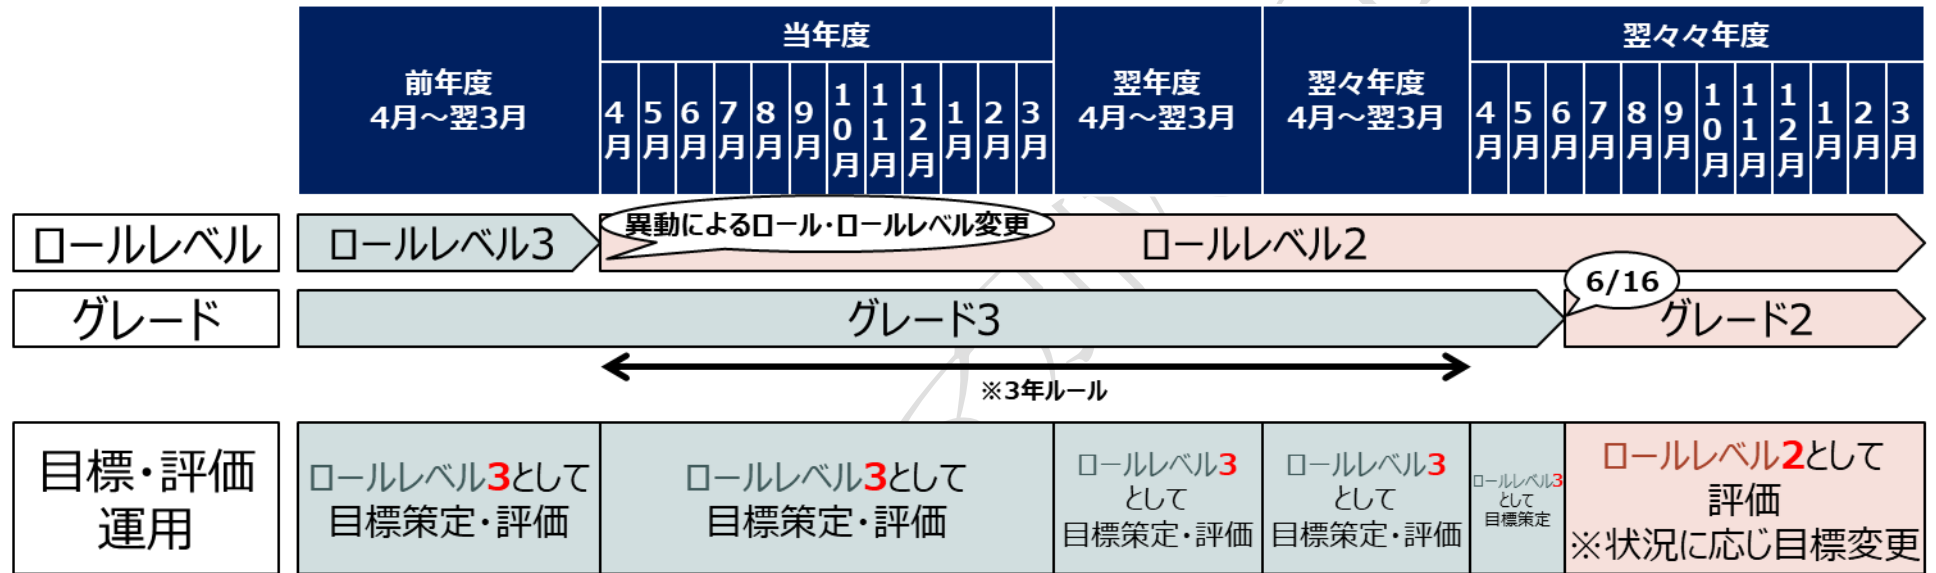 前年度
4月～翌3月
当年度
4月
5月
6月
7月
8月
9月
10月
11月
12月
1月
2月
3月
翌年度
4月～翌3月
翌々年度
4月～翌3月
翌々々年度
4月
5月
6月
7月
8月
9月
10月
11月
12月
1月
2月
3月
ロールレベル
ロールレベル3
異動によるロール・ロールレベル変更
ロールレベル2
グレード
グレード3
6/16
グレード2
※3年ルール
目標・評価
運用
ロールレベル3として
目標策定・評価
ロールレベル3として
目標策定・評価
ロールレベル3
として
目標策定・評価
ロールレベル3
として
目標策定・評価
ロールレベル3
として
目標策定
ロールレベル2として
評価
※状況に応じ目標変更